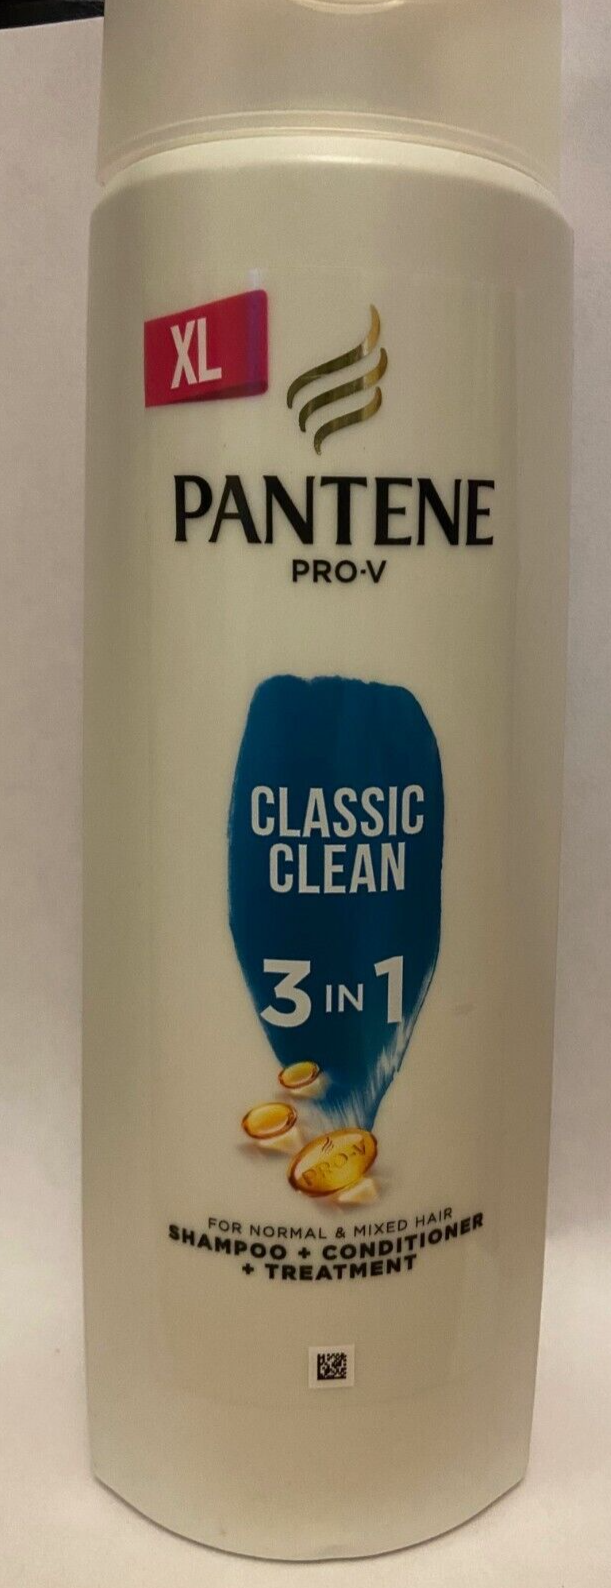 XL
PANTENE
PRO-V
CLASSIC
CLEAN
3 IN 1
PRO-V
FOR NORMAL & MIXED HAIR
SHAMPOO + CONDITIONER
+ TREATMENT